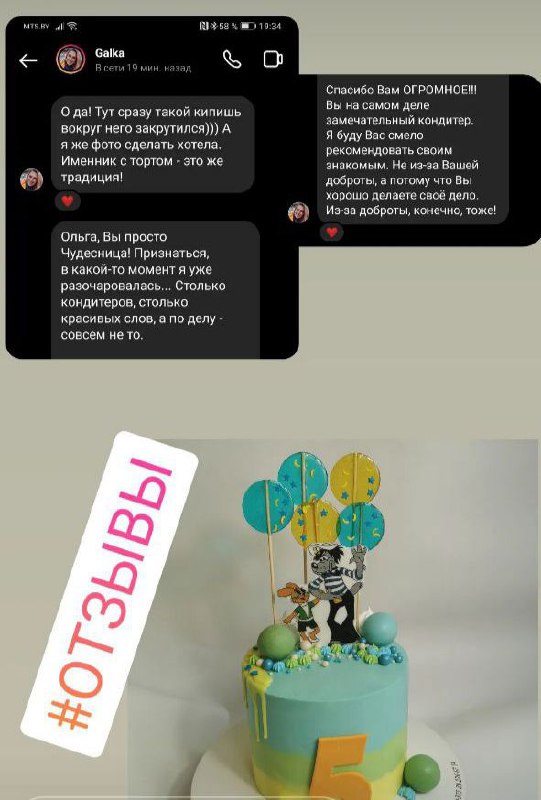 MTS.BY
58 % 19:34
Galka
В сети 19 мин. назад
О да! Тут сразу такой кипишь
вокруг него закрутился))) А
я же фото сделать хотела.
Именник с тортом - это же
традиция!
Ольга, Вы просто
Чудесница! Признаться,
в какой-то момент я уже
разочаровалась... Столько
кондитеров, столько
красивых слов, а по делу -
совсем не то.
Спасибо Вам ОГРОМНОЕ!!!
Вы на самом деле
замечательный кондитер.
Я буду Вас смело
рекомендовать своим
знакомым. Не из-за Вашей
доброты, а потому что Вы
хорошо делаете своё дело.
Из-за доброты, конечно, тоже!
#ОТЗЫВЫ
5